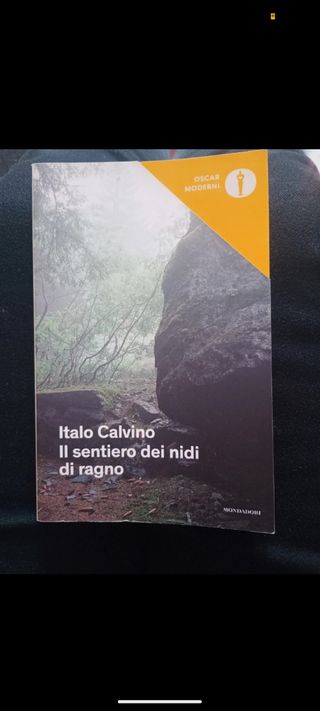 OSCAR
MODERNI
Italo Calvino
Il sentiero dei nidi
di ragno
MONDADORI